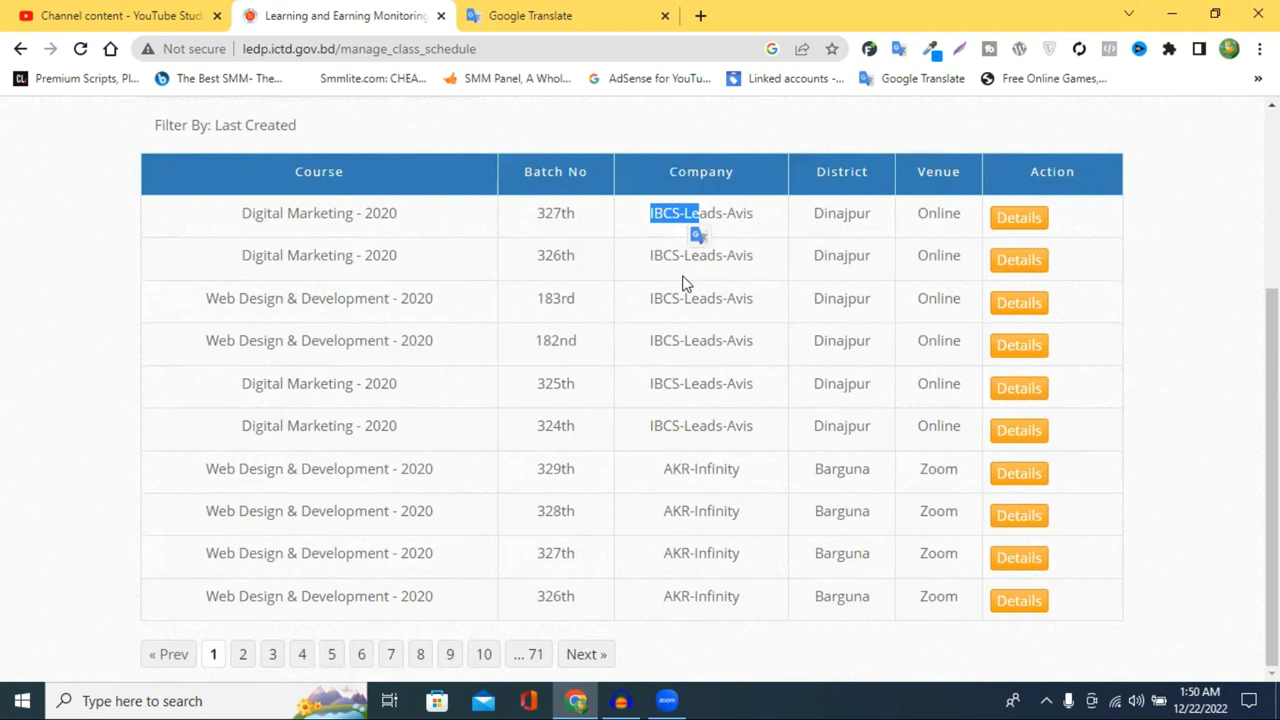 Channel content - YouTube Stud
Learning and Earning Monitoring
Google Translate
Not secure
ledp.ictd.gov.bd/manage_class_schedule
Premium Scripts, Pl...
The Best SMM- The...
Smmlite.com: CHEA...
SMM Panel, A Whol...
AdSense for YouTu...
Linked accounts -...
Google Translate
Free Online Games,...
»
Filter By: Last Created
Course Batch No Company District Venue Action
Digital Marketing - 2020 327th IBCS-Leads-Avis Dinajpur Online Details
Digital Marketing - 2020 326th IBCS-Leads-Avis Dinajpur Online Details
Web Design & Development - 2020 183rd IBCS-Leads-Avis Dinajpur Online Details
Web Design & Development - 2020 182nd IBCS-Leads-Avis Dinajpur Online Details
Digital Marketing - 2020 325th IBCS-Leads-Avis Dinajpur Online Details
Digital Marketing - 2020 324th IBCS-Leads-Avis Dinajpur Online Details
Web Design & Development - 2020 329th AKR-Infinity Barguna Zoom Details
Web Design & Development - 2020 328th AKR-Infinity Barguna Zoom Details
Web Design & Development - 2020 327th AKR-Infinity Barguna Zoom Details
Web Design & Development - 2020 326th AKR-Infinity Barguna Zoom Details
« Prev 1 2 3 4 5 6 7 8 9 10 ... 71 Next »
Type here to search
zoom
1:50 AM
12/22/2022